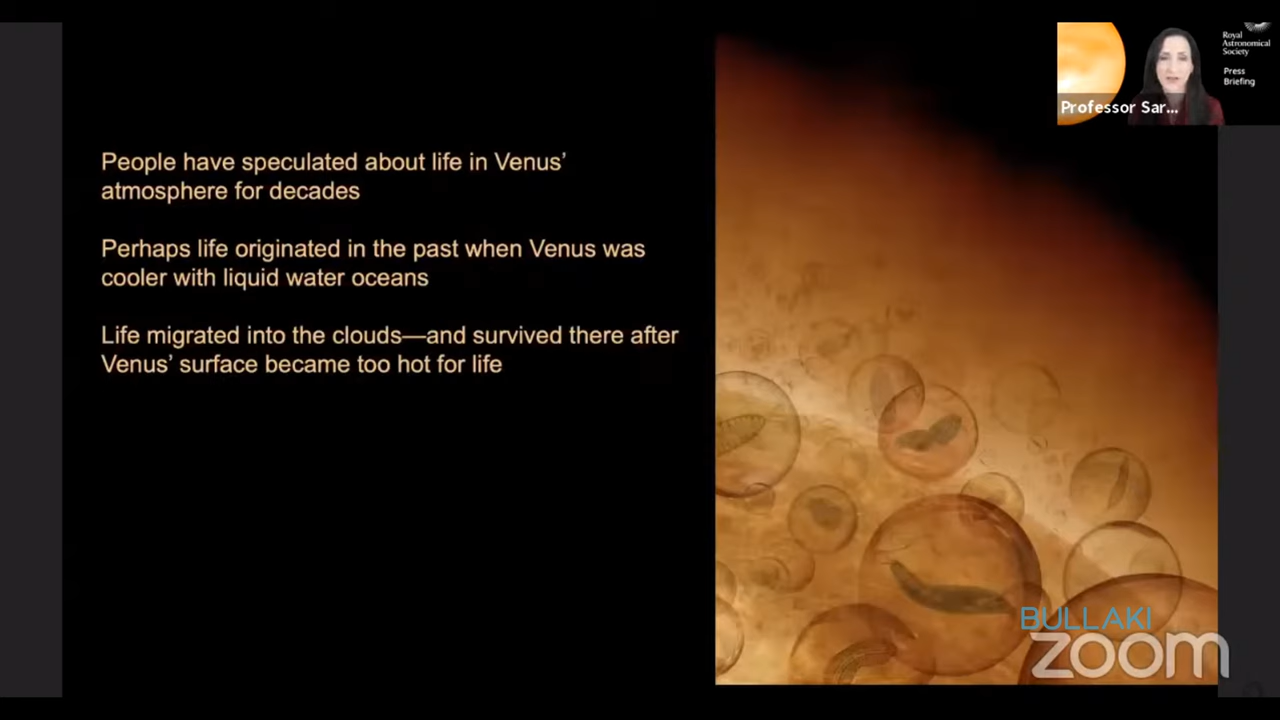 Royal
Astronomical
Society
Press
Briefing
Professor Sar...
People have speculated about life in Venus’
atmosphere for decades
Perhaps life originated in the past when Venus was
cooler with liquid water oceans
Life migrated into the clouds—and survived there after
Venus’ surface became too hot for life
BULLAKI
zoom